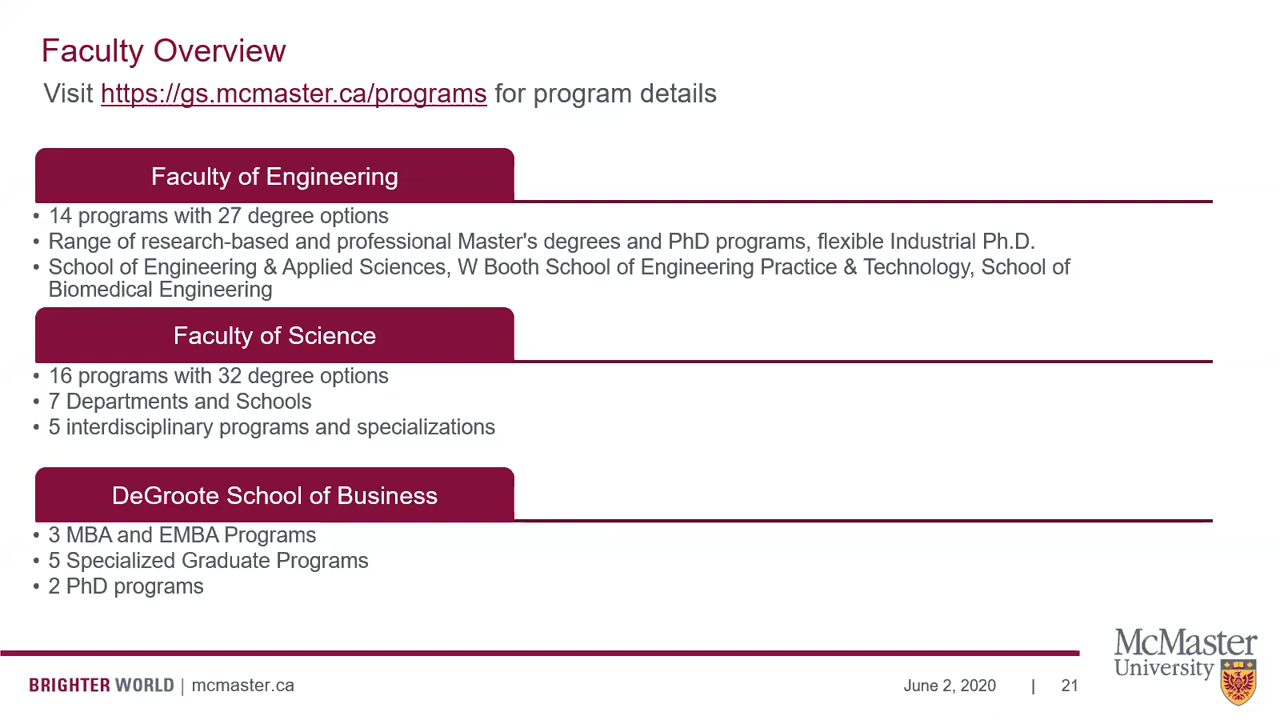 Faculty Overview
Visit https://gs.mcmaster.ca/programs for program details
Faculty of Engineering
• 14 programs with 27 degree options
• Range of research-based and professional Master's degrees and PhD programs, flexible Industrial Ph.D.
• School of Engineering & Applied Sciences, W Booth School of Engineering Practice & Technology, School of
Biomedical Engineering
Faculty of Science
• 16 programs with 32 degree options
• 7 Departments and Schools
• 5 interdisciplinary programs and specializations
DeGroote School of Business
• 3 MBA and EMBA Programs
• 5 Specialized Graduate Programs
• 2 PhD programs
BRIGHTER WORLD | mcmaster.ca
June 2, 2020 | 21
McMaster
University